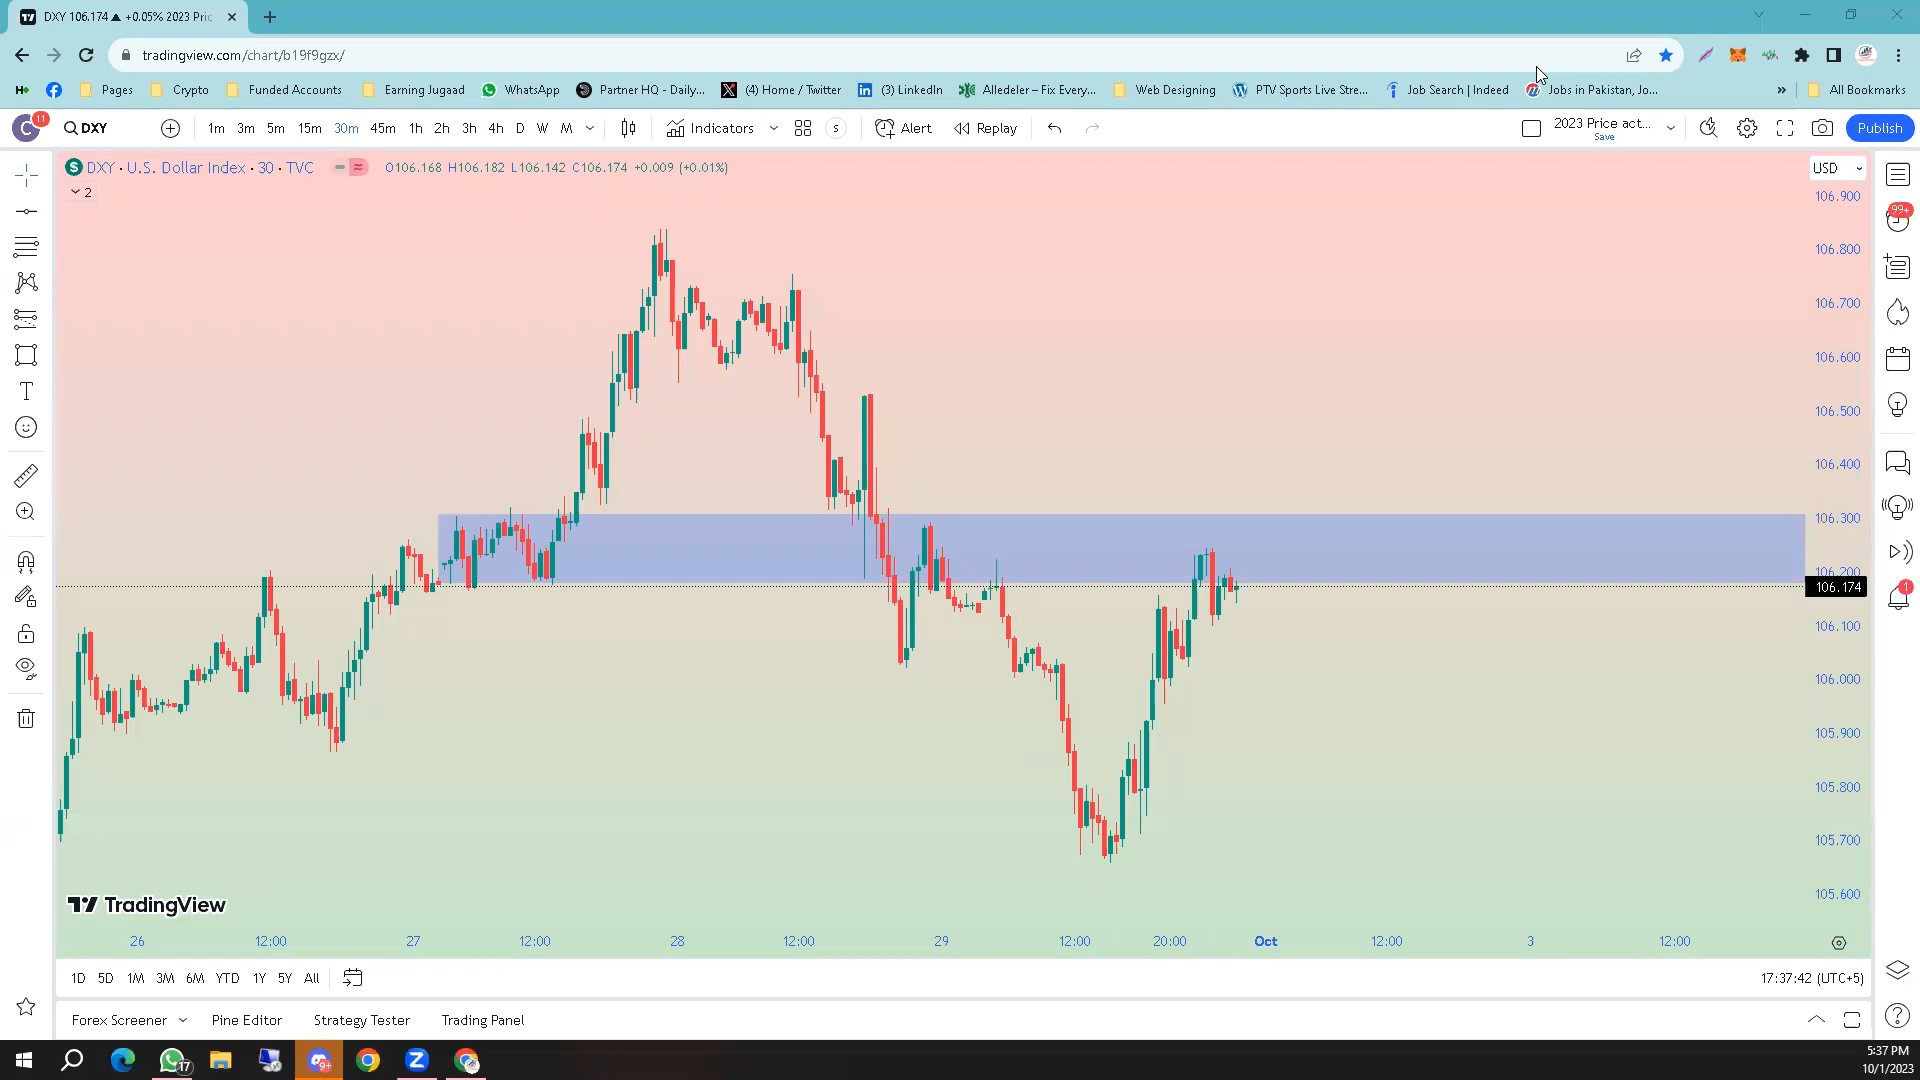 DXY 106.174 ▲ +0.05% 2023 Pric
tradingview.com/chart/b19f9gzx/
Pages Crypto Funded Accounts Earning Jugaad WhatsApp Partner HQ - Daily... (4) Home / Twitter (3) LinkedIn Alledeler – Fix Every... Web Designing PTV Sports Live Stre... Job Search | Indeed Jobs in Pakistan, Jo... » All Bookmarks
C 11 DXY 1m 3m 5m 15m 30m 45m 1h 2h 3h 4h D W M Indicators S Alert Replay 2023 Price act... Save Publish
S DXY · U.S. Dollar Index · 30 · TVC O106.168 H106.182 L106.142 C106.174 +0.009 (+0.01%) USD
2
106.900
99+
106.800
106.700
106.600
106.500
106.400
106.300
106.200
106.174
1
106.100
106.000
105.900
105.800
105.700
105.600
TradingView
26 12:00 27 12:00 28 12:00 29 12:00 20:00 Oct 12:00 3 12:00
1D 5D 1M 3M 6M YTD 1Y 5Y All 17:37:42 (UTC+5)
Forex Screener Pine Editor Strategy Tester Trading Panel
17 9+ 5:37 PM
10/1/2023